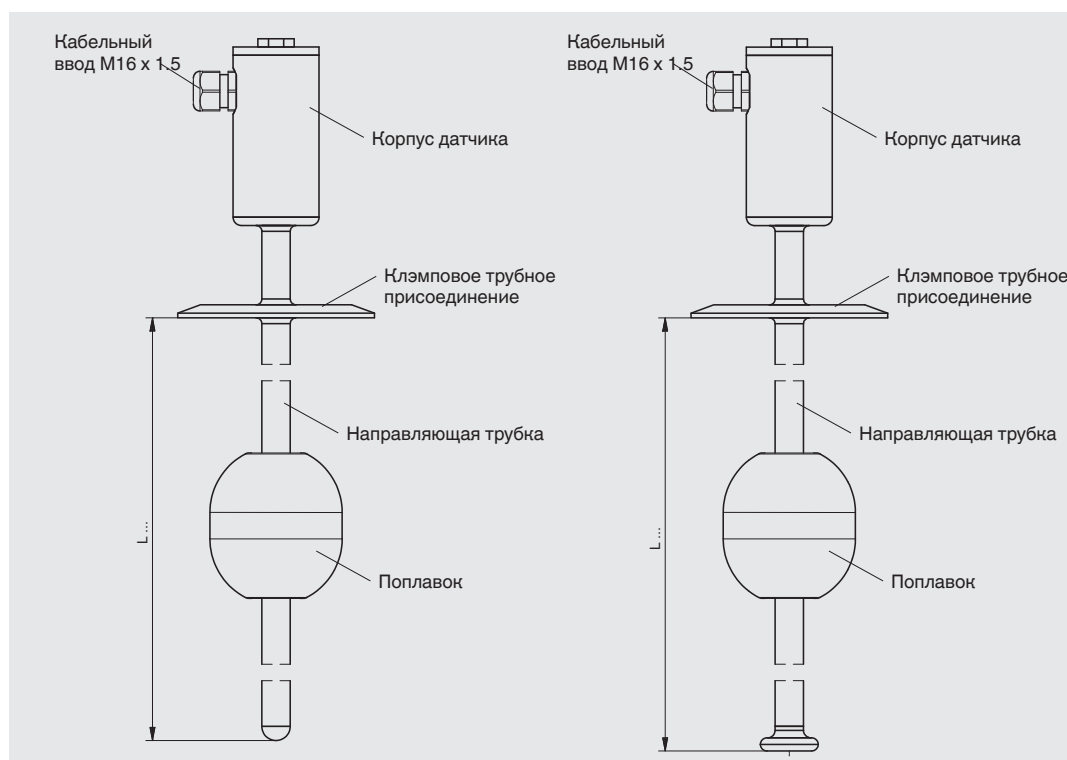 Кабельный
ввод M16 x 1.5
Корпус датчика
Клэмповое трубное
присоединение
Направляющая трубка
Поплавок
L ...
Кабельный
ввод M16 x 1.5
Корпус датчика
Клэмповое трубное
присоединение
Направляющая трубка
Поплавок
L ...